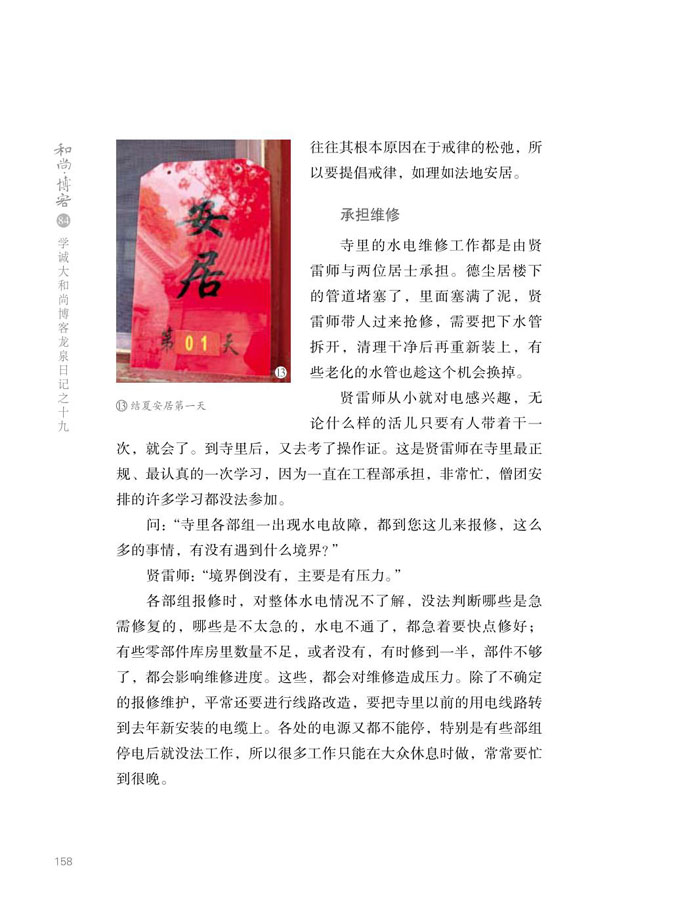 和尚·博客84
学诚大和尚博客龙泉日记之十九
安
居
第01天
⑬
⑬结夏安居第一天
往往其根本原因在于戒律的松弛，所
以要提倡戒律，如理如法地安居。
承担维修
寺里的水电维修工作都是由贤
雷师与两位居士承担。德尘居楼下
的管道堵塞了，里面塞满了泥，贤
雷师带人过来抢修，需要把下水管
拆开，清理干净后再重新装上，有
些老化的水管也趁这个机会换掉。
贤雷师从小就对电感兴趣，无
论什么样的活儿只要有人带着干一
次，就会了。到寺里后，又去考了操作证。这是贤雷师在寺里最正
规、最认真的一次学习，因为一直在工程部承担，非常忙，僧团安
排的许多学习都没法参加。
问：“寺里各部组一出现水电故障，都到您这儿来报修，这么
多的事情，有没有遇到什么境界？”
贤雷师：“境界倒没有，主要是有压力。”
各部组报修时，对整体水电情况不了解，没法判断哪些是急
需修复的，哪些是不太急的，水电不通了，都急着要快点修好；
有些零部件库房里数量不足，或者没有，有时修到一半，部件不够
了，都会影响维修进度。这些，都会对维修造成压力。除了不确定
的报修维护，平常还要进行线路改造，要把寺里以前的用电线路转
到去年新安装的电缆上。各处的电源又都不能停，特别是有些部组
停电后就没法工作，所以很多工作只能在大众休息时做，常常要忙
到很晚。
158